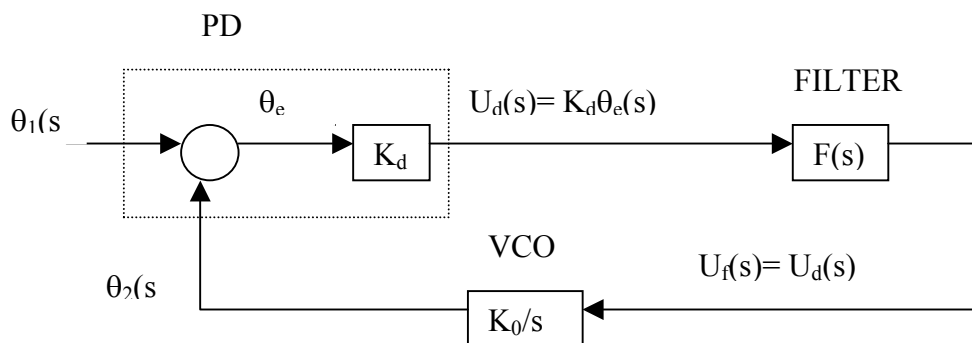 PD
FILTER
θe
Ud(s)= Kdθe(s)
θ1(s
Kd
F(s)
VCO
Uf(s)= Ud(s)
θ2(s
K0/s